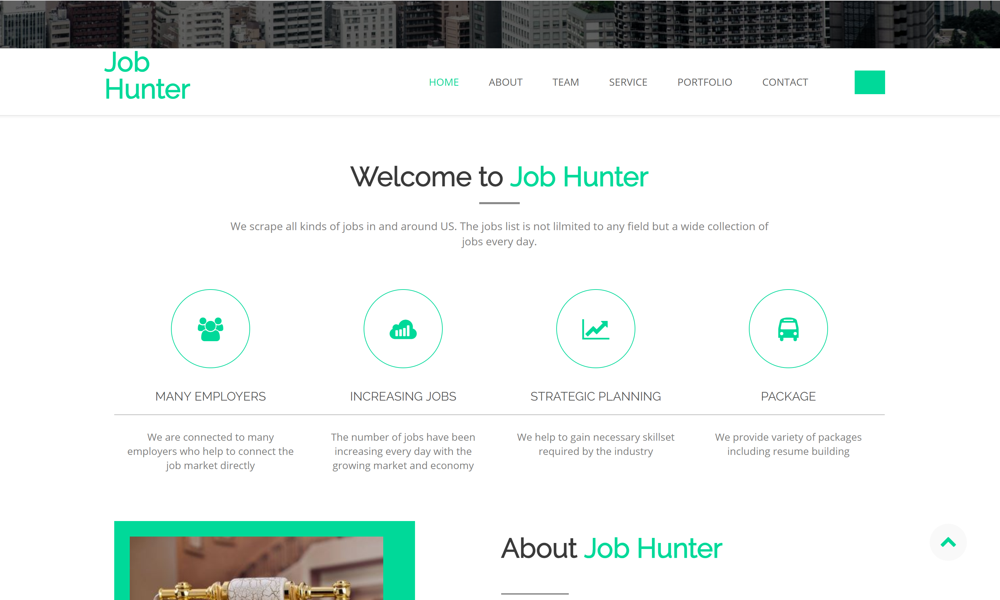 Job
Hunter
HOME ABOUT TEAM SERVICE PORTFOLIO CONTACT
Welcome to Job Hunter
We scrape all kinds of jobs in and around US. The jobs list is not lilmited to any field but a wide collection of
jobs every day.
MANY EMPLOYERS
We are connected to many
employers who help to connect the
job market directly
INCREASING JOBS
The number of jobs have been
increasing every day with the
growing market and economy
STRATEGIC PLANNING
We help to gain necessary skillset
required by the industry
PACKAGE
We provide variety of packages
including resume building
About Job Hunter